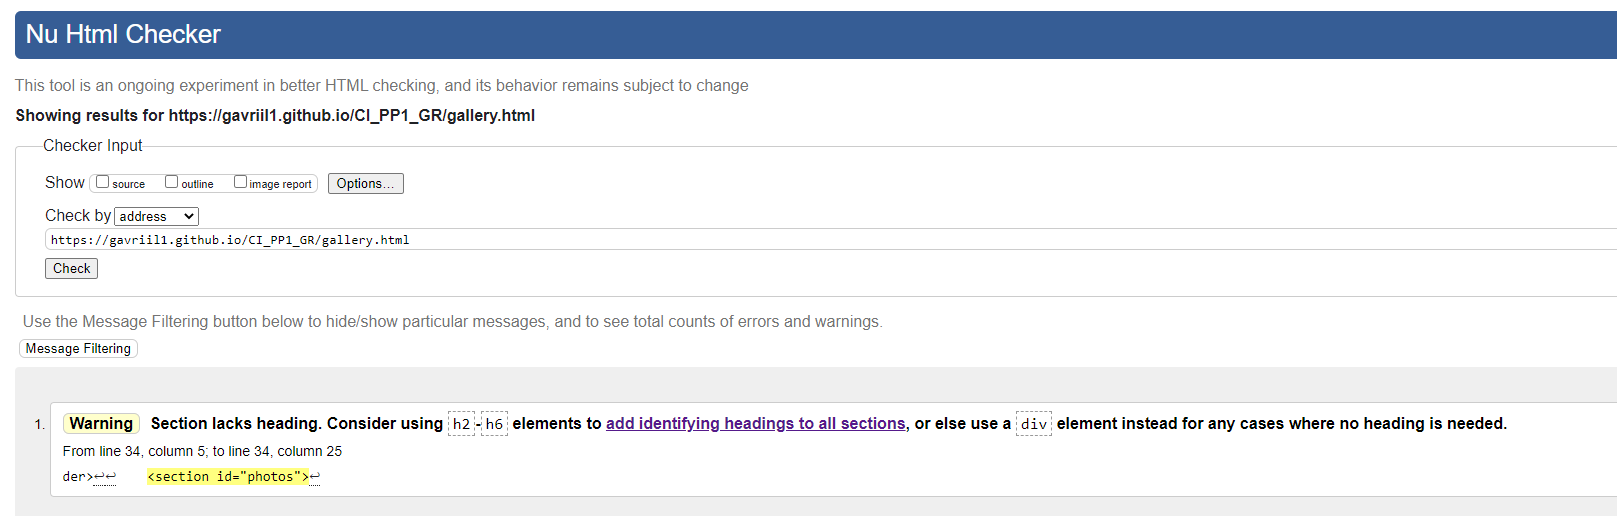 Nu Html Checker
This tool is an ongoing experiment in better HTML checking, and its behavior remains subject to change
Showing results for https://gavriil1.github.io/CI_PP1_GR/gallery.html
Checker Input
Show source outline image report Options...
Check by address
https://gavriil1.github.io/CI_PP1_GR/gallery.html
Check
Use the Message Filtering button below to hide/show particular messages, and to see total counts of errors and warnings.
Message Filtering
1. Warning Section lacks heading. Consider using h2-h6 elements to add identifying headings to all sections, or else use a div element instead for any cases where no heading is needed.
From line 34, column 5; to line 34, column 25
der>↩↩ <section id="photos">↩